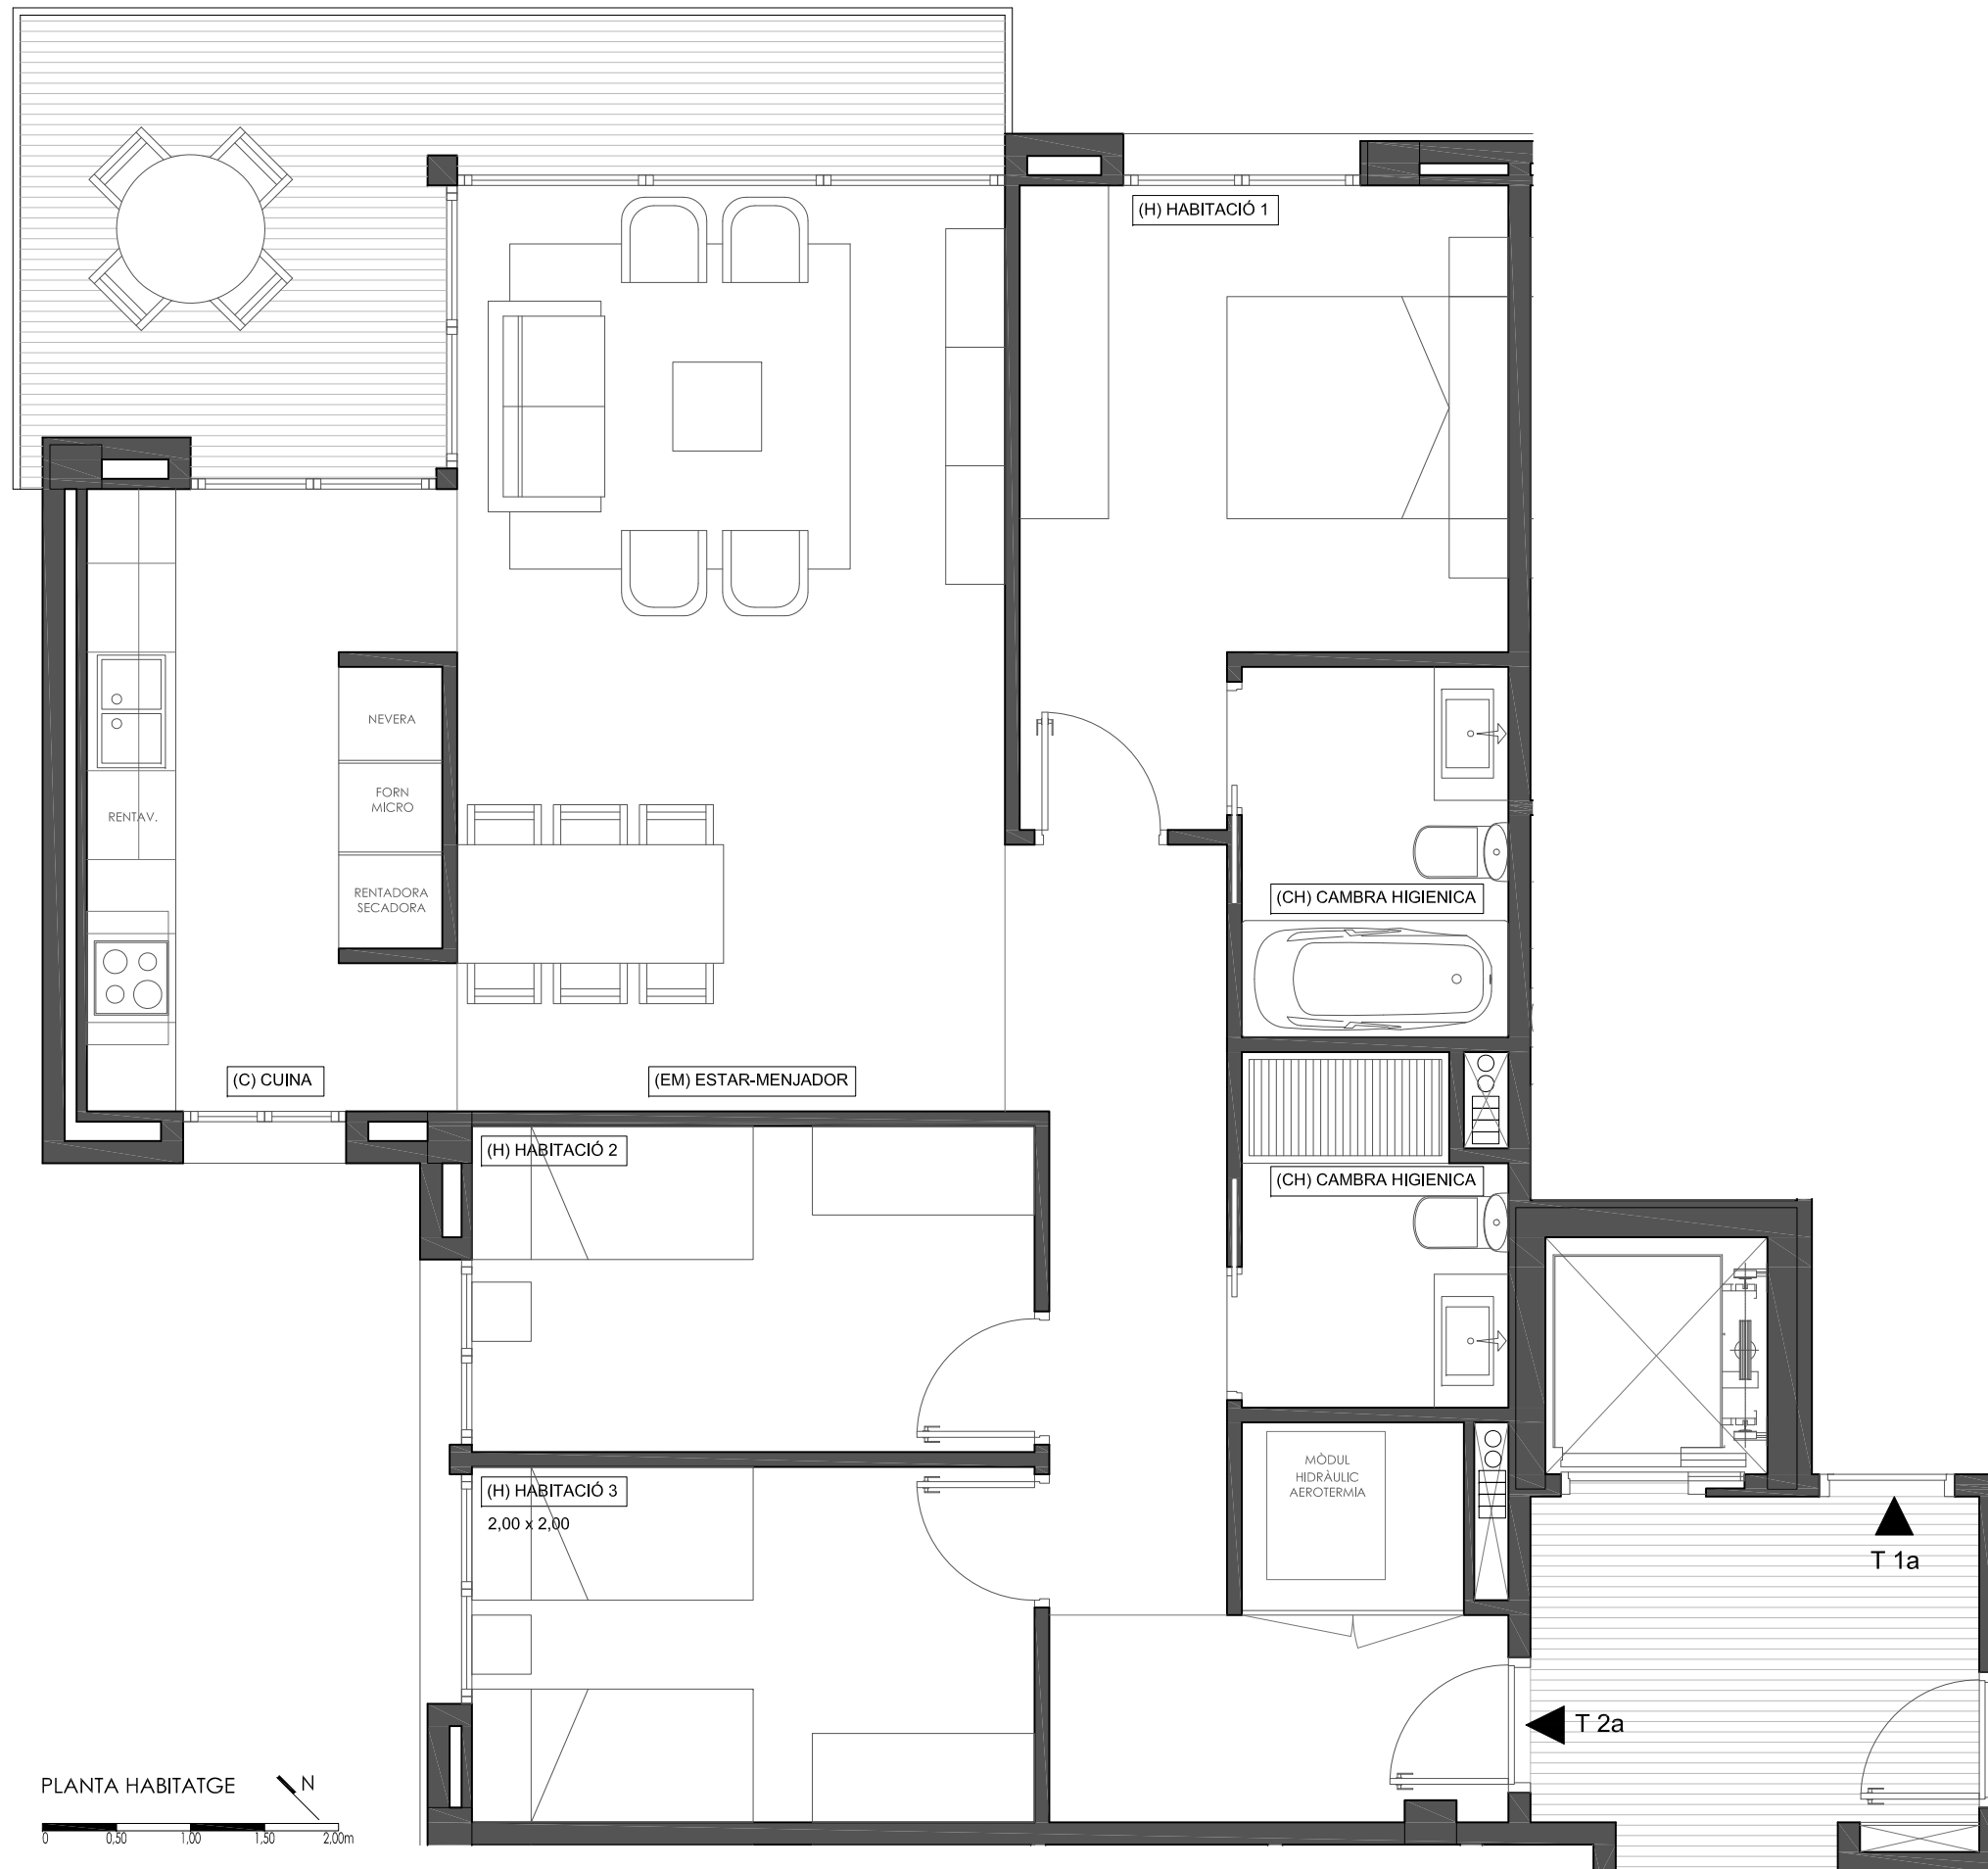 (H) HABITACIÓ 1
NEVERA
FORN
MICRO
RENTAV.
RENTADORA
SECADORA
(CH) CAMBRA HIGIENICA
(C) CUINA
(EM) ESTAR-MENJADOR
(H) HABITACIÓ 2
(CH) CAMBRA HIGIENICA
MÒDUL
HIDRÀULIC
AEROTERMIA
(H) HABITACIÓ 3
2,00 x 2,00
T 1a
T 2a
PLANTA HABITATGE
N
0 0,50 1,00 1,50 2,00m